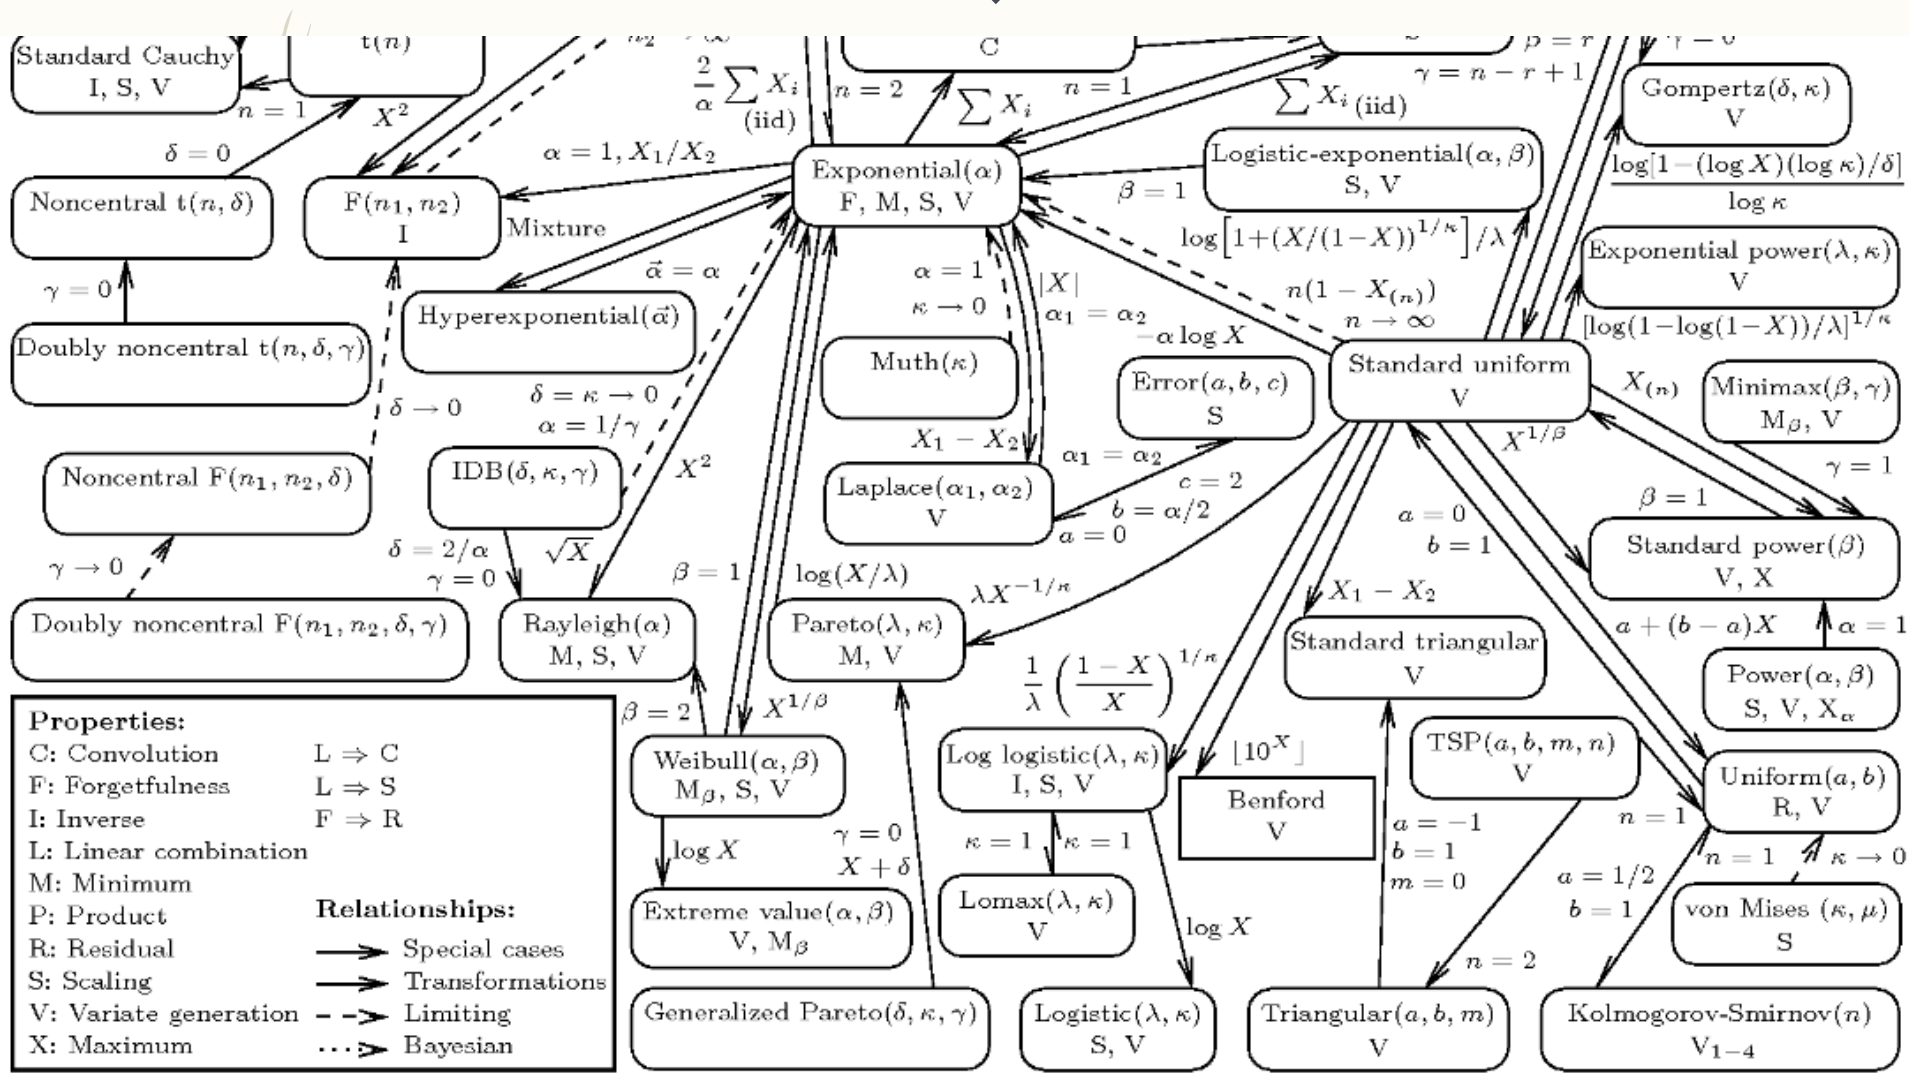 Standard Cauchy
I, S, V
t(n)
n₂ → ∞
C
β = r
γ = 0
γ = n − r + 1
n = 1
X²
2/α ∑ Xᵢ
(iid)
n = 2
∑ Xᵢ
n = 1
∑ Xᵢ (iid)
Gompertz(δ, κ)
V
δ = 0
α = 1, X₁/X₂
Exponential(α)
F, M, S, V
Logistic-exponential(α, β)
S, V
β = 1
log[1−(log X)(log κ)/δ]
log κ
Noncentral t(n, δ)
F(n₁, n₂)
I
Mixture
log[1+(X/(1−X))^{1/κ}]/λ
Exponential power(λ, κ)
V
γ = 0
α⃗ = α
α = 1
κ → 0
|X|
α₁ = α₂
n(1 − X₍ₙ₎)
n → ∞
[log(1−log(1−X))/λ]^{1/κ}
Hyperexponential(α⃗)
Doubly noncentral t(n, δ, γ)
−α log X
Muth(κ)
Error(a, b, c)
S
Standard uniform
V
X₍ₙ₎
Minimax(β, γ)
M_β, V
δ → 0
δ = κ → 0
α = 1/γ
X₁ − X₂
α₁ = α₂
X^{1/β}
γ = 1
Noncentral F(n₁, n₂, δ)
IDB(δ, κ, γ)
X²
Laplace(α₁, α₂)
V
c = 2
b = α/2
a = 0
a = 0
b = 1
β = 1
Standard power(β)
V, X
γ → 0
δ = 2/α
γ = 0
√X
β = 1
log(X/λ)
λX^{−1/κ}
X₁ − X₂
Doubly noncentral F(n₁, n₂, δ, γ)
Rayleigh(α)
M, S, V
Pareto(λ, κ)
M, V
Standard triangular
V
a + (b − a)X
α = 1
1/λ ((1 − X)/X)^{1/κ}
Power(α, β)
S, V, X_α
β = 2
X^{1/β}
Weibull(α, β)
M_β, S, V
Log logistic(λ, κ)
I, S, V
⌊10^X⌋
Benford
V
TSP(a, b, m, n)
V
Uniform(a, b)
R, V
log X
γ = 0
X + δ
κ = 1
κ = 1
a = −1
b = 1
m = 0
n = 1
n = 1
κ → 0
a = 1/2
b = 1
Extreme value(α, β)
V, M_β
Lomax(λ, κ)
V
log X
n = 2
von Mises (κ, μ)
S
Generalized Pareto(δ, κ, γ)
Logistic(λ, κ)
S, V
Triangular(a, b, m)
V
Kolmogorov-Smirnov(n)
V₁₋₄
Properties:
C: Convolution
F: Forgetfulness
I: Inverse
L: Linear combination
M: Minimum
P: Product
R: Residual
S: Scaling
V: Variate generation
X: Maximum
L ⇒ C
L ⇒ S
F ⇒ R
Relationships:
Special cases
Transformations
Limiting
Bayesian